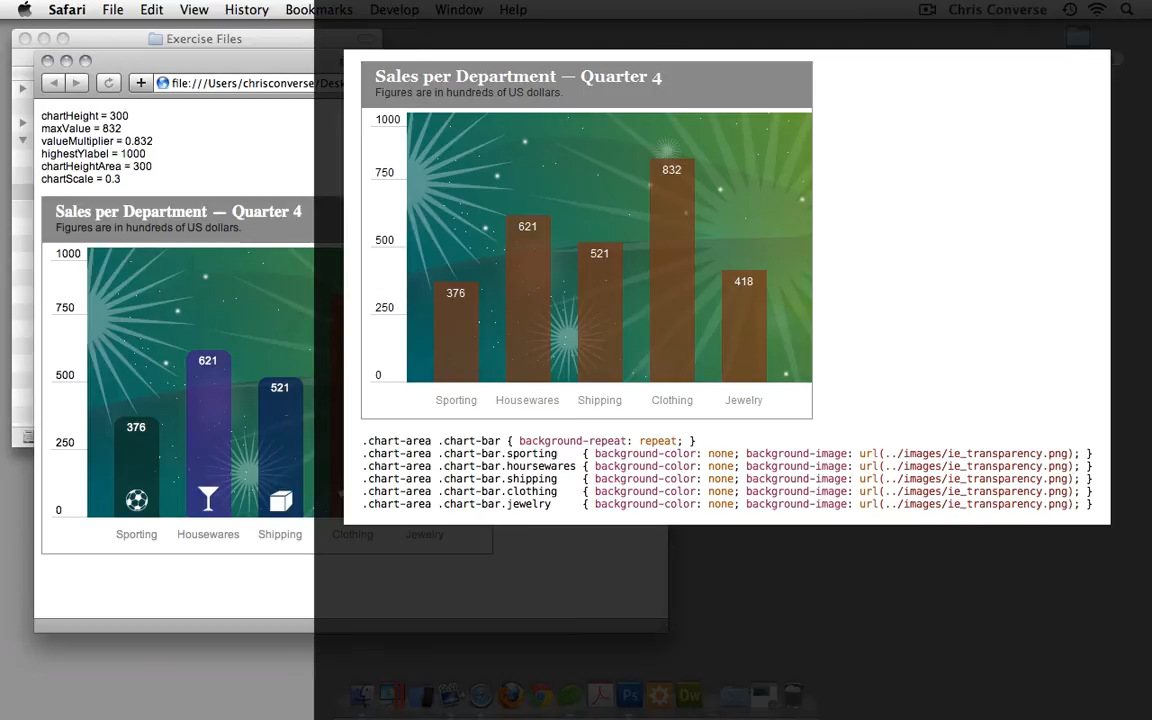 Safari File Edit View History Bookmarks Develop Window Help Chris Converse
Exercise Files
file:///Users/chrisconverse/Desk
chartHeight = 300
maxValue = 832
valueMultiplier = 0.832
highestYlabel = 1000
chartHeightArea = 300
chartScale = 0.3
Sales per Department — Quarter 4
Figures are in hundreds of US dollars.
1000
750
500
250
0
376
621
521
Sporting Housewares Shipping Clothing Jewelry
Sales per Department — Quarter 4
Figures are in hundreds of US dollars.
1000
750
500
250
0
376
621
521
832
418
Sporting Housewares Shipping Clothing Jewelry
.chart-area .chart-bar { background-repeat: repeat; }
.chart-area .chart-bar.sporting { background-color: none; background-image: url(../images/ie_transparency.png); }
.chart-area .chart-bar.hoursewares { background-color: none; background-image: url(../images/ie_transparency.png); }
.chart-area .chart-bar.shipping { background-color: none; background-image: url(../images/ie_transparency.png); }
.chart-area .chart-bar.clothing { background-color: none; background-image: url(../images/ie_transparency.png); }
.chart-area .chart-bar.jewelry { background-color: none; background-image: url(../images/ie_transparency.png); }
Ps
Dw